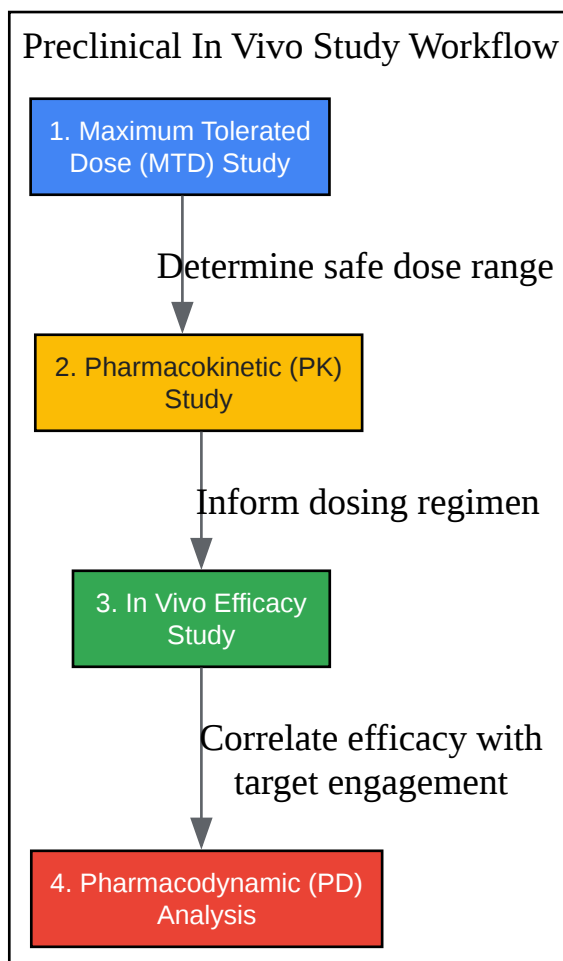 Preclinical In Vivo Study Workflow
1. Maximum Tolerated
Dose (MTD) Study
Determine safe dose range
2. Pharmacokinetic (PK)
Study
Inform dosing regimen
3. In Vivo Efficacy
Study
Correlate efficacy with
target engagement
4. Pharmacodynamic (PD)
Analysis